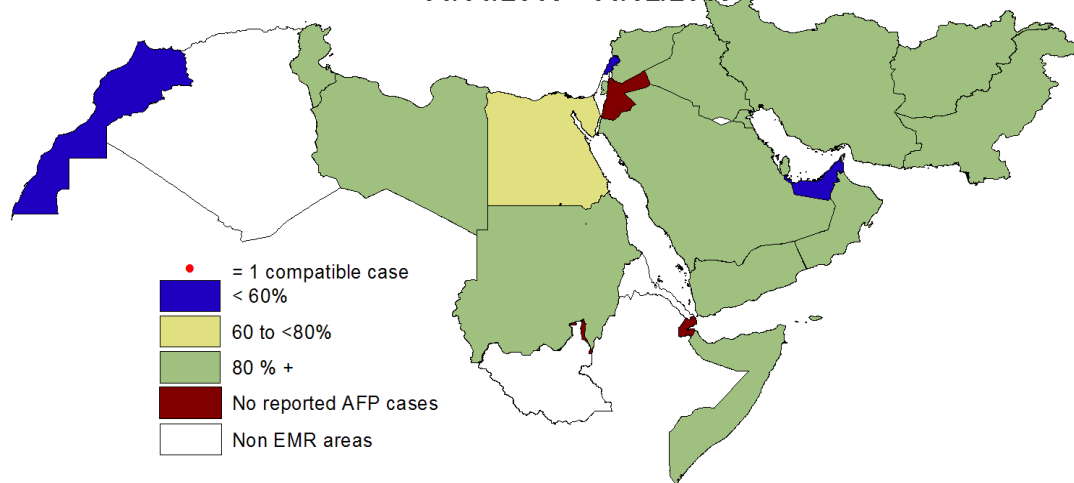 = 1 compatible case
< 60%
60 to <80%
80 % +
No reported AFP cases
Non EMR areas